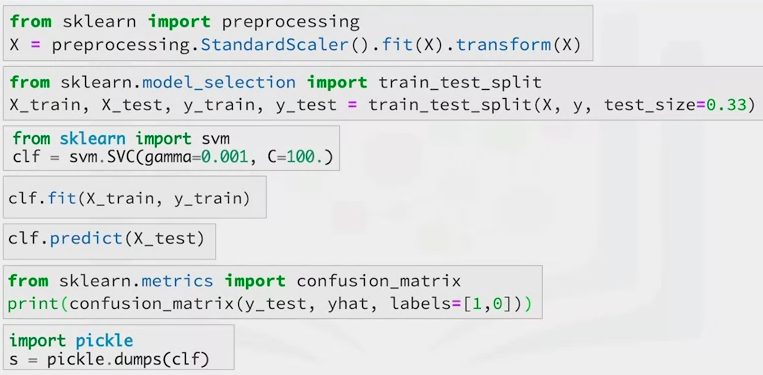 from sklearn import preprocessing
X = preprocessing.StandardScaler().fit(X).transform(X)
from sklearn.model_selection import train_test_split
X_train, X_test, y_train, y_test = train_test_split(X, y, test_size=0.33)
from sklearn import svm
clf = svm.SVC(gamma=0.001, C=100.)
clf.fit(X_train, y_train)
clf.predict(X_test)
from sklearn.metrics import confusion_matrix
print(confusion_matrix(y_test, yhat, labels=[1,0]))
import pickle
s = pickle.dumps(clf)